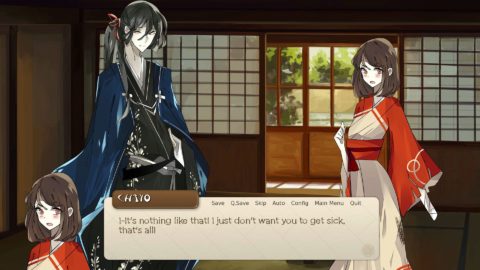 CHIYO
Save Q.Save Skip Auto Config Main Menu Quit
I-It's nothing like that! I just don't want you to get sick,
that's all!